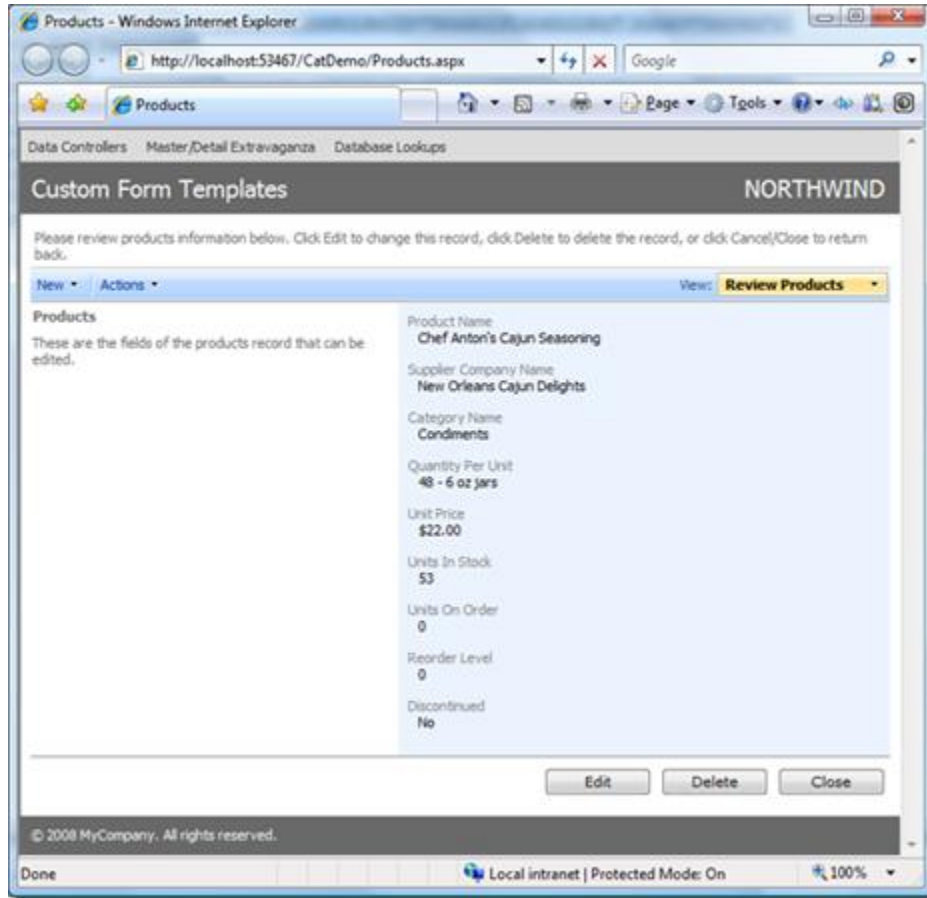 Products - Windows Internet Explorer
http://localhost:53467/CatDemo/Products.aspx
Google
Products
Page
Tools
Data Controllers Master/Detail Extravaganza Database Lookups
Custom Form Templates
NORTHWIND
Please review products information below. Click Edit to change this record, click Delete to delete the record, or click Cancel/Close to return
back.
New Actions
View: Review Products
Products
These are the fields of the products record that can be
edited.
Product Name
Chef Anton's Cajun Seasoning
Supplier Company Name
New Orleans Cajun Delights
Category Name
Condiments
Quantity Per Unit
48 - 6 oz jars
Unit Price
$22.00
Units In Stock
53
Units On Order
0
Reorder Level
0
Discontinued
No
Edit
Delete
Close
© 2008 MyCompany. All rights reserved.
Done
Local intranet | Protected Mode: On
100%